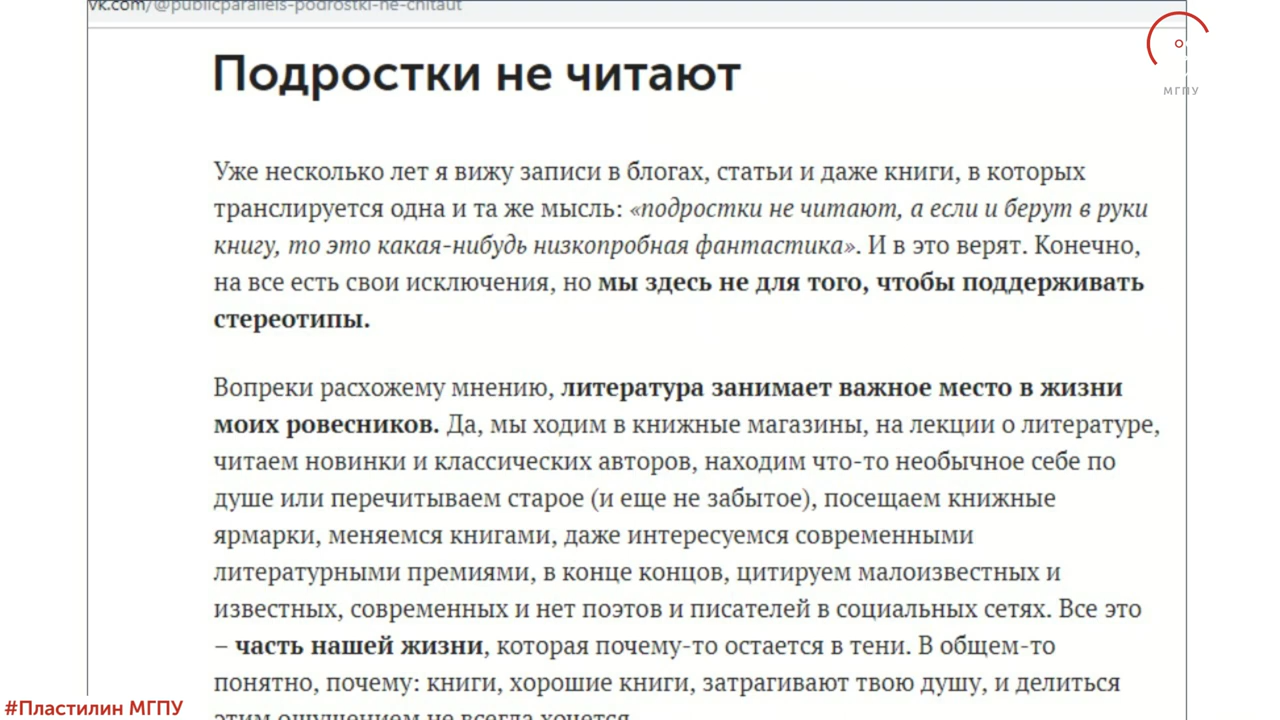 vk.com/@publicparallels-podrostki-ne-chitaut
МГПУ
Подростки не читают
Уже несколько лет я вижу записи в блогах, статьи и даже книги, в которых
транслируется одна и та же мысль: «подростки не читают, а если и берут в руки
книгу, то это какая-нибудь низкопробная фантастика». И в это верят. Конечно,
на все есть свои исключения, но мы здесь не для того, чтобы поддерживать
стереотипы.
Вопреки расхожему мнению, литература занимает важное место в жизни
моих ровесников. Да, мы ходим в книжные магазины, на лекции о литературе,
читаем новинки и классических авторов, находим что-то необычное себе по
душе или перечитываем старое (и еще не забытое), посещаем книжные
ярмарки, меняемся книгами, даже интересуемся современными
литературными премиями, в конце концов, цитируем малоизвестных и
известных, современных и нет поэтов и писателей в социальных сетях. Все это
– часть нашей жизни, которая почему-то остается в тени. В общем-то
понятно, почему: книги, хорошие книги, затрагивают твою душу, и делиться
этим ощущением не всегда хочется.
#Пластилин МГПУ